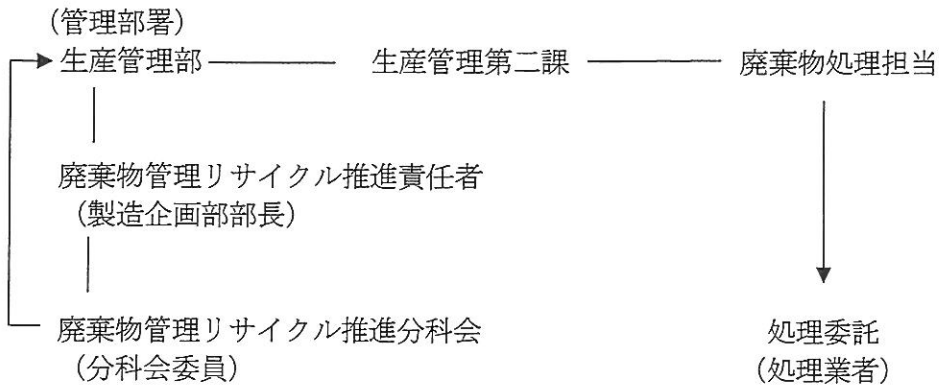 （管理部署）
生産管理部
生産管理第二課
廃棄物処理担当
廃棄物管理リサイクル推進責任者
（製造企画部部長）
廃棄物管理リサイクル推進分科会
（分科会委員）
処理委託
（処理業者）